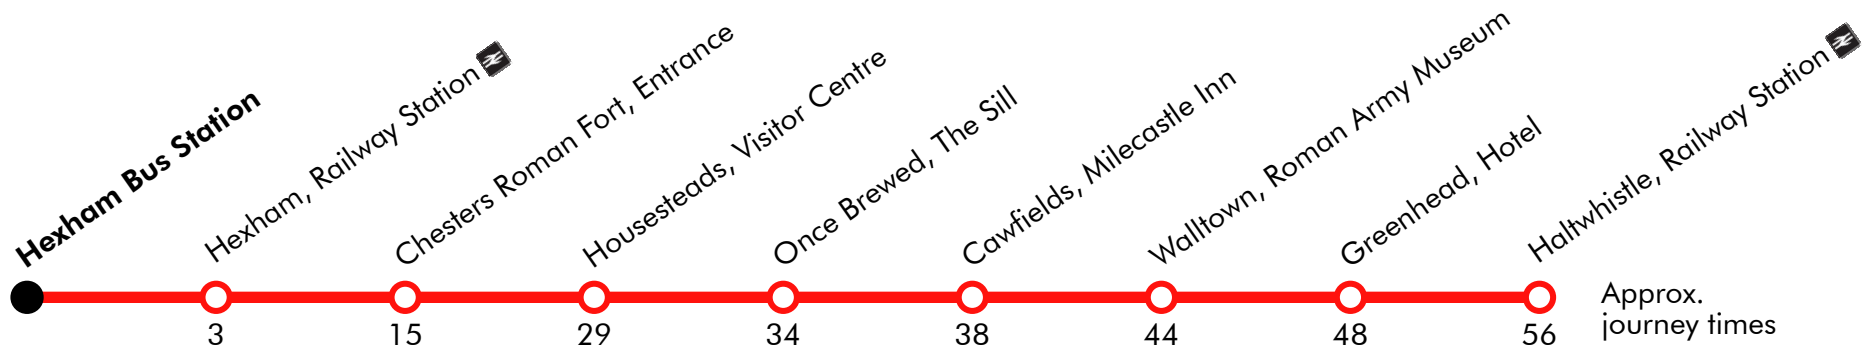 Hexham Bus Station
Hexham, Railway Station
Chesters Roman Fort, Entrance
Housesteads, Visitor Centre
Once Brewed, The Sill
Cawfields, Milecastle Inn
Walltown, Roman Army Museum
Greenhead, Hotel
Haltwhistle, Railway Station
3
15
29
34
38
44
48
56
Approx.
journey times